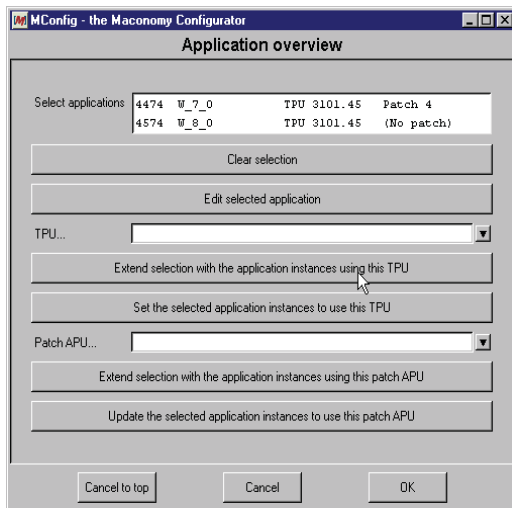 MConfig - the Maconomy Configurator
Application overview
Select applications
4474 W_7_0 TPU 3101.45 Patch 4
4574 W_8_0 TPU 3101.45 (No patch)
Clear selection
Edit selected application
TPU...
Extend selection with the application instances using this TPU
Set the selected application instances to use this TPU
Patch APU...
Extend selection with the application instances using this patch APU
Update the selected application instances to use this patch APU
Cancel to top Cancel OK